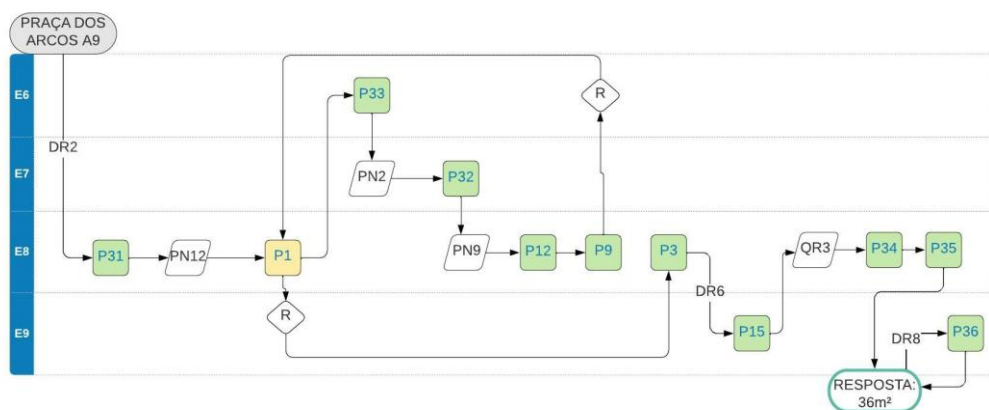 PRAÇA DOS
ARCOS A9
E6
P33
R
DR2
E7
PN2
P32
E8
P31
PN12
P1
PN9
P12
P9
P3
QR3
P34
P35
DR6
E9
R
P15
DR8
P36
RESPOSTA:
36m²